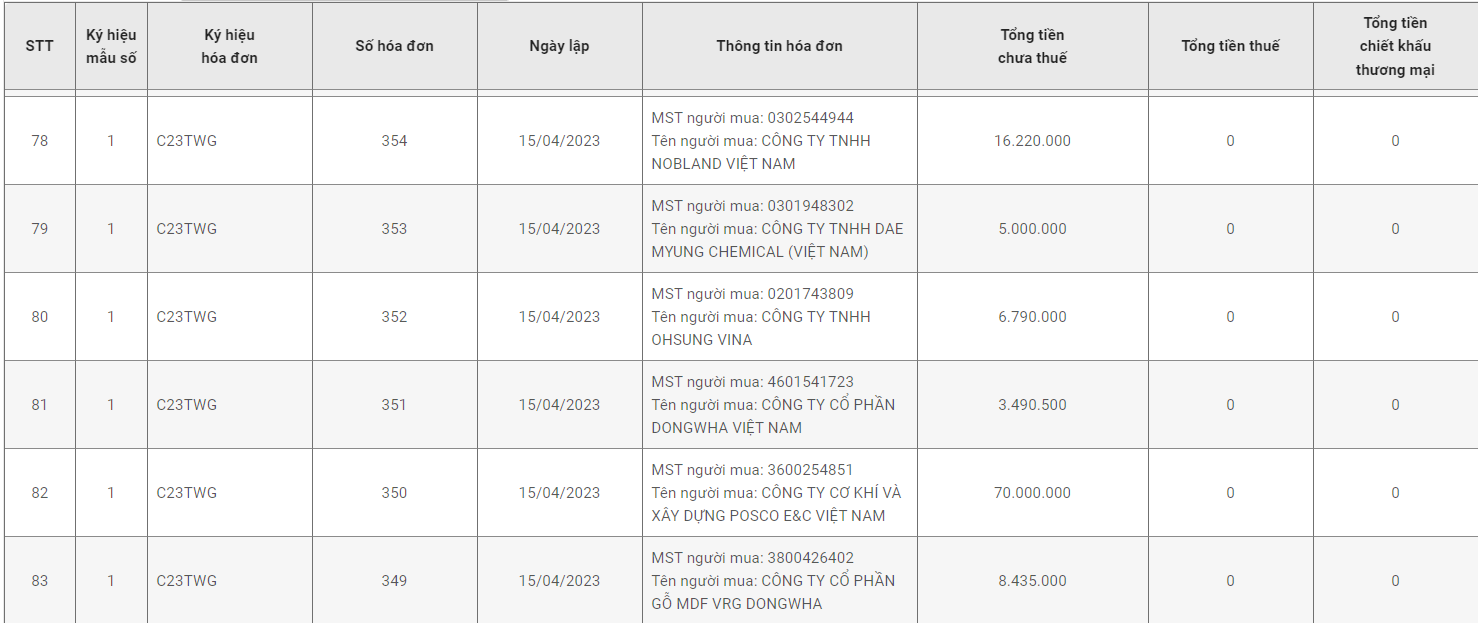 STT
Ký hiệu
mẫu số
Ký hiệu
hóa đơn
Số hóa đơn
Ngày lập
Thông tin hóa đơn
Tổng tiền
chưa thuế
Tổng tiền thuế
Tổng tiền
chiết khấu
thương mại
78 1 C23TWG 354 15/04/2023
MST người mua: 0302544944
Tên người mua: CÔNG TY TNHH
NOBLAND VIỆT NAM
16.220.000 0 0
79 1 C23TWG 353 15/04/2023
MST người mua: 0301948302
Tên người mua: CÔNG TY TNHH DAE
MYUNG CHEMICAL (VIỆT NAM)
5.000.000 0 0
80 1 C23TWG 352 15/04/2023
MST người mua: 0201743809
Tên người mua: CÔNG TY TNHH
OHSUNG VINA
6.790.000 0 0
81 1 C23TWG 351 15/04/2023
MST người mua: 4601541723
Tên người mua: CÔNG TY CỔ PHẦN
DONGWHA VIỆT NAM
3.490.500 0 0
82 1 C23TWG 350 15/04/2023
MST người mua: 3600254851
Tên người mua: CÔNG TY CƠ KHÍ VÀ
XÂY DỰNG POSCO E&C VIỆT NAM
70.000.000 0 0
83 1 C23TWG 349 15/04/2023
MST người mua: 3800426402
Tên người mua: CÔNG TY CỔ PHẦN
GỖ MDF VRG DONGWHA
8.435.000 0 0